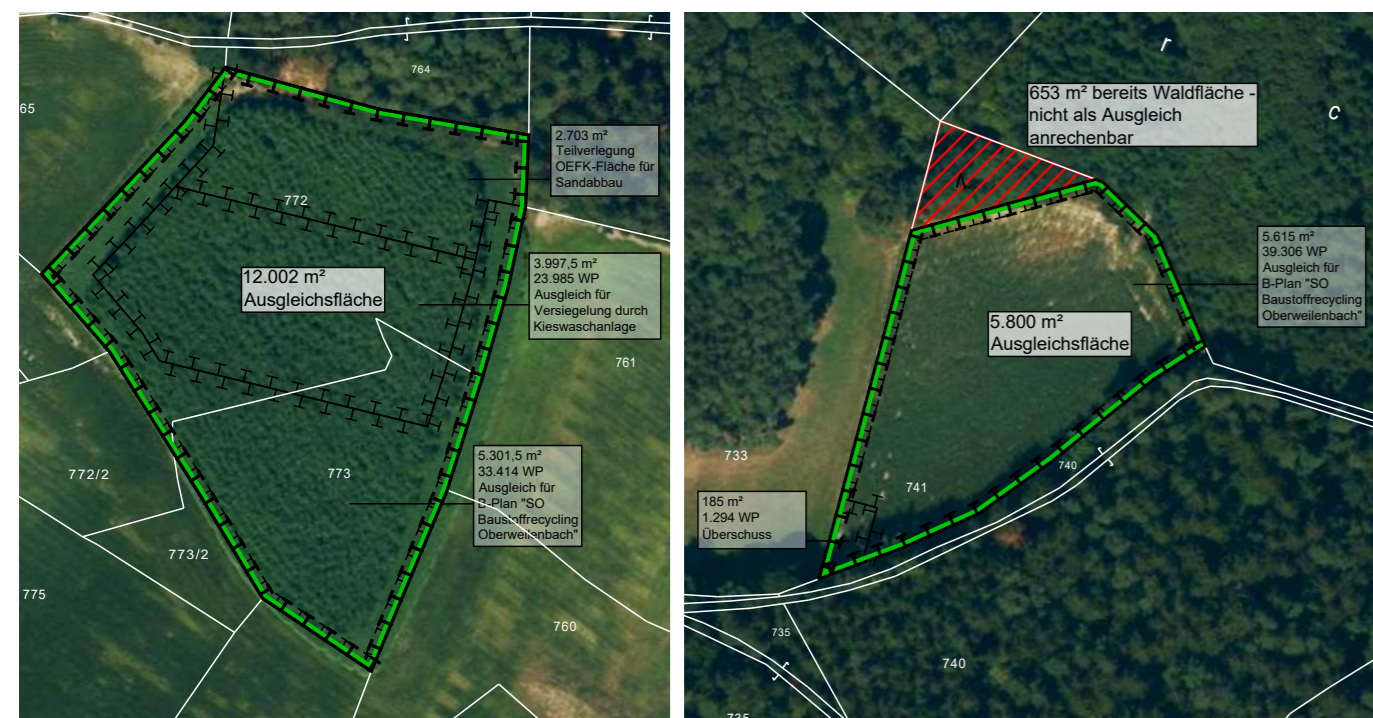 764
65
2.703 m²
Teilverlegung
OEFK-Fläche für
Sandabbau
772
12.002 m²
Ausgleichsfläche
3.997,5 m²
23.985 WP
Ausgleich für
Versiegelung durch
Kieswaschanlage
761
5.301,5 m²
33.414 WP
Ausgleich für
B-Plan "SO
Baustoffrecycling
Oberweilenbach"
772/2
773
773/2
775
760
r
c
653 m² bereits Waldfläche -
nicht als Ausgleich
anrechenbar
5.615 m²
39.306 WP
Ausgleich für
B-Plan "SO
Baustoffrecycling
Oberweilenbach"
5.800 m²
Ausgleichsfläche
733
740
741
185 m²
1.294 WP
Überschuss
735
740
735